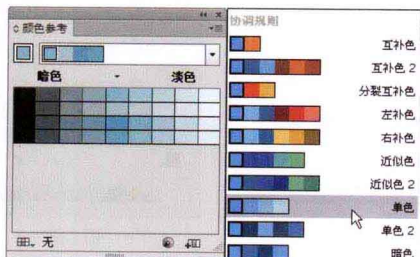 颜色参考
暗色 淡色
无
协调规则
互补色
互补色 2
分裂互补色
左补色
右补色
近似色
近似色 2
单色
单色 2
暗色